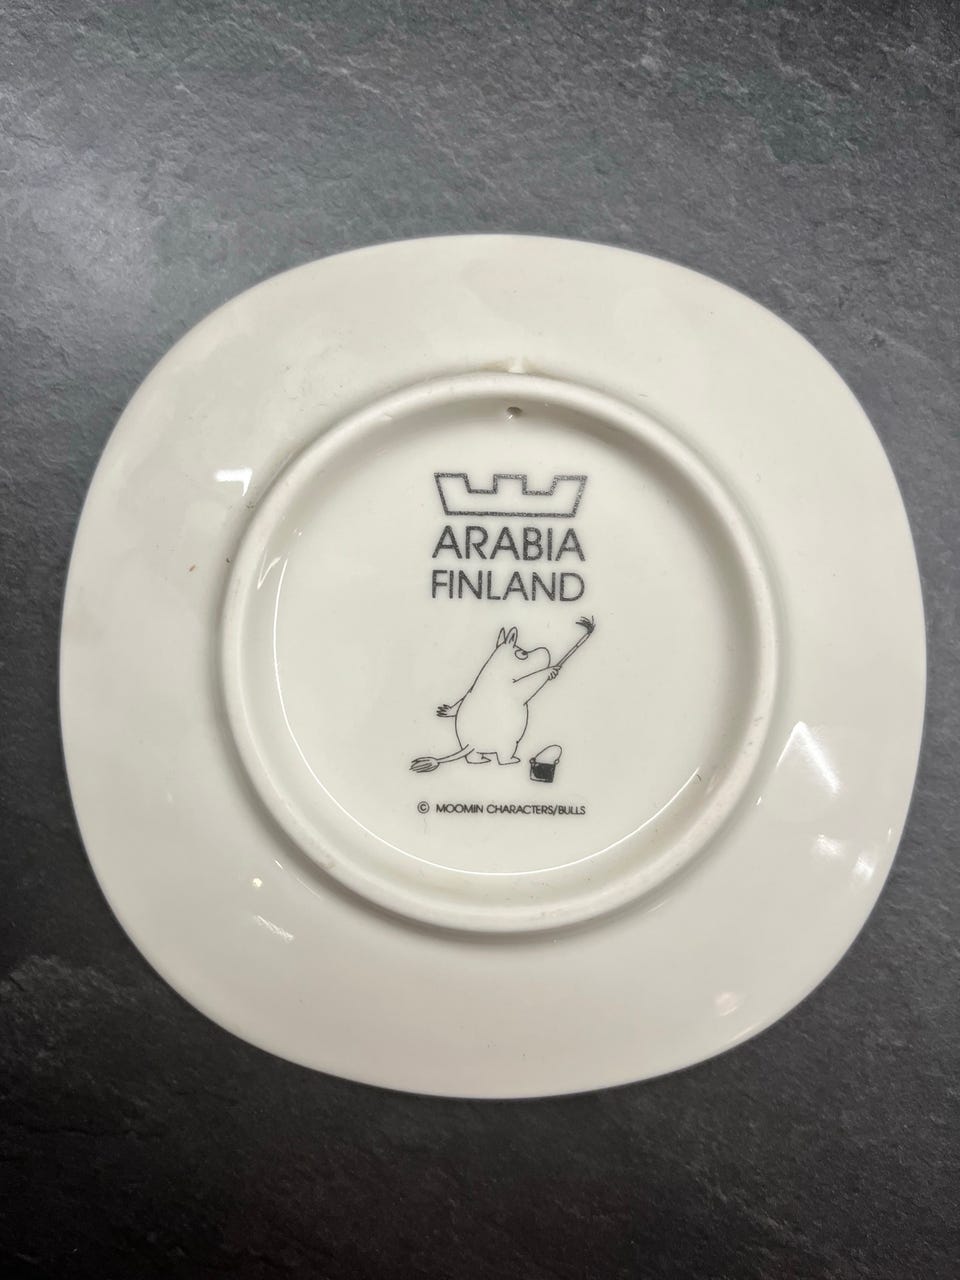 ARABIA
FINLAND
© MOOMIN CHARACTERS/BULLS